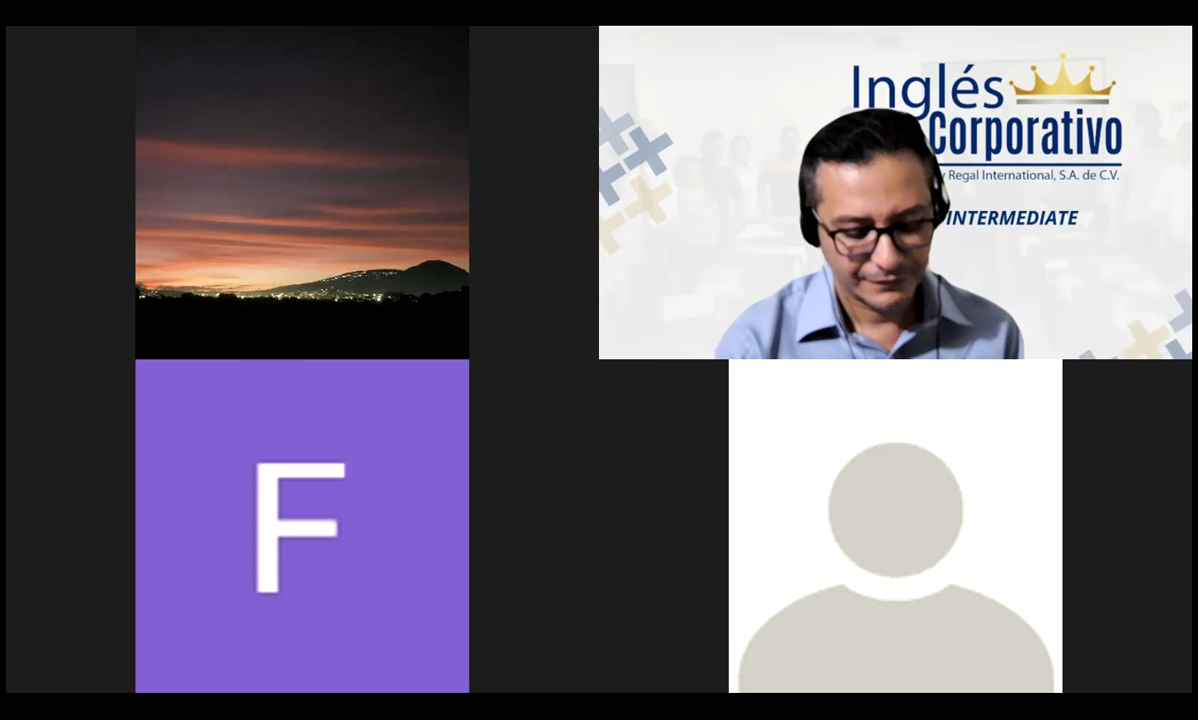 Inglés
Corporativo
y Regal International, S.A. de C.V.
INTERMEDIATE
F